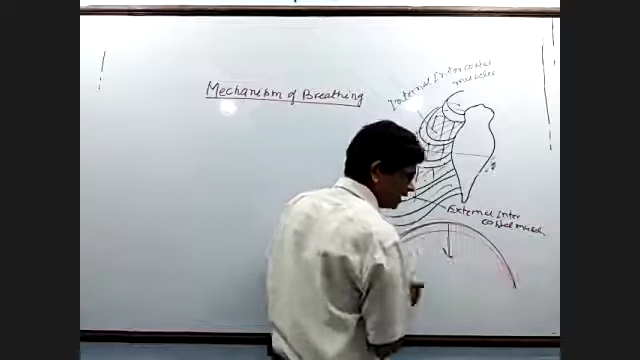 Mechanism of Breathing
Internal Intercostal
muscles
External Inter
costal muscles